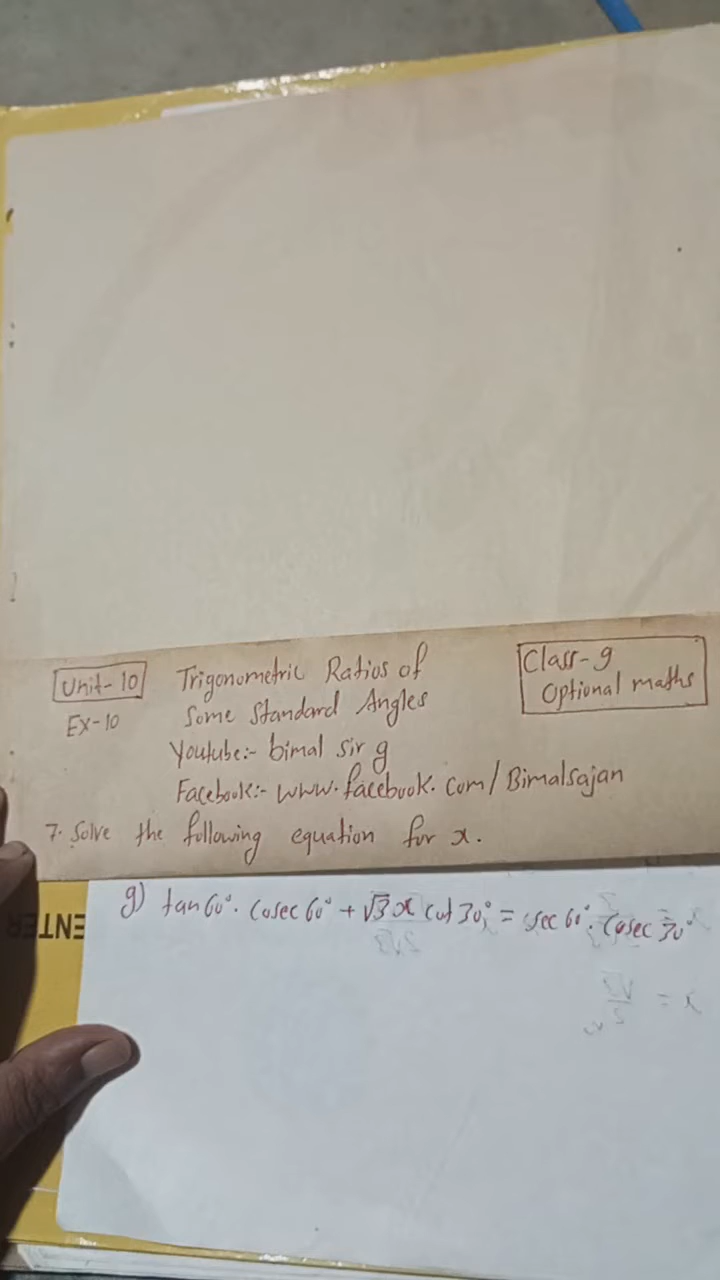 Unit-10 Trigonometric Ratios of
Class-9
EX-10 Some Standard Angles
Optional maths
Youtube:- bimal sir g
Facebook:- www.facebook.com/Bimalsajan
7. Solve the following equation for x.
g) tan60°. Cosec 60° + √3 x cot 30° = sec 60°. Cosec 30°
ENTER